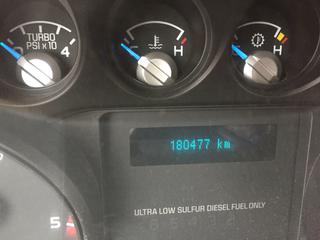 TURBO
PSI x 10 4
H
H
180477 km
5
ULTRA LOW SULFUR DIESEL FUEL ONLY